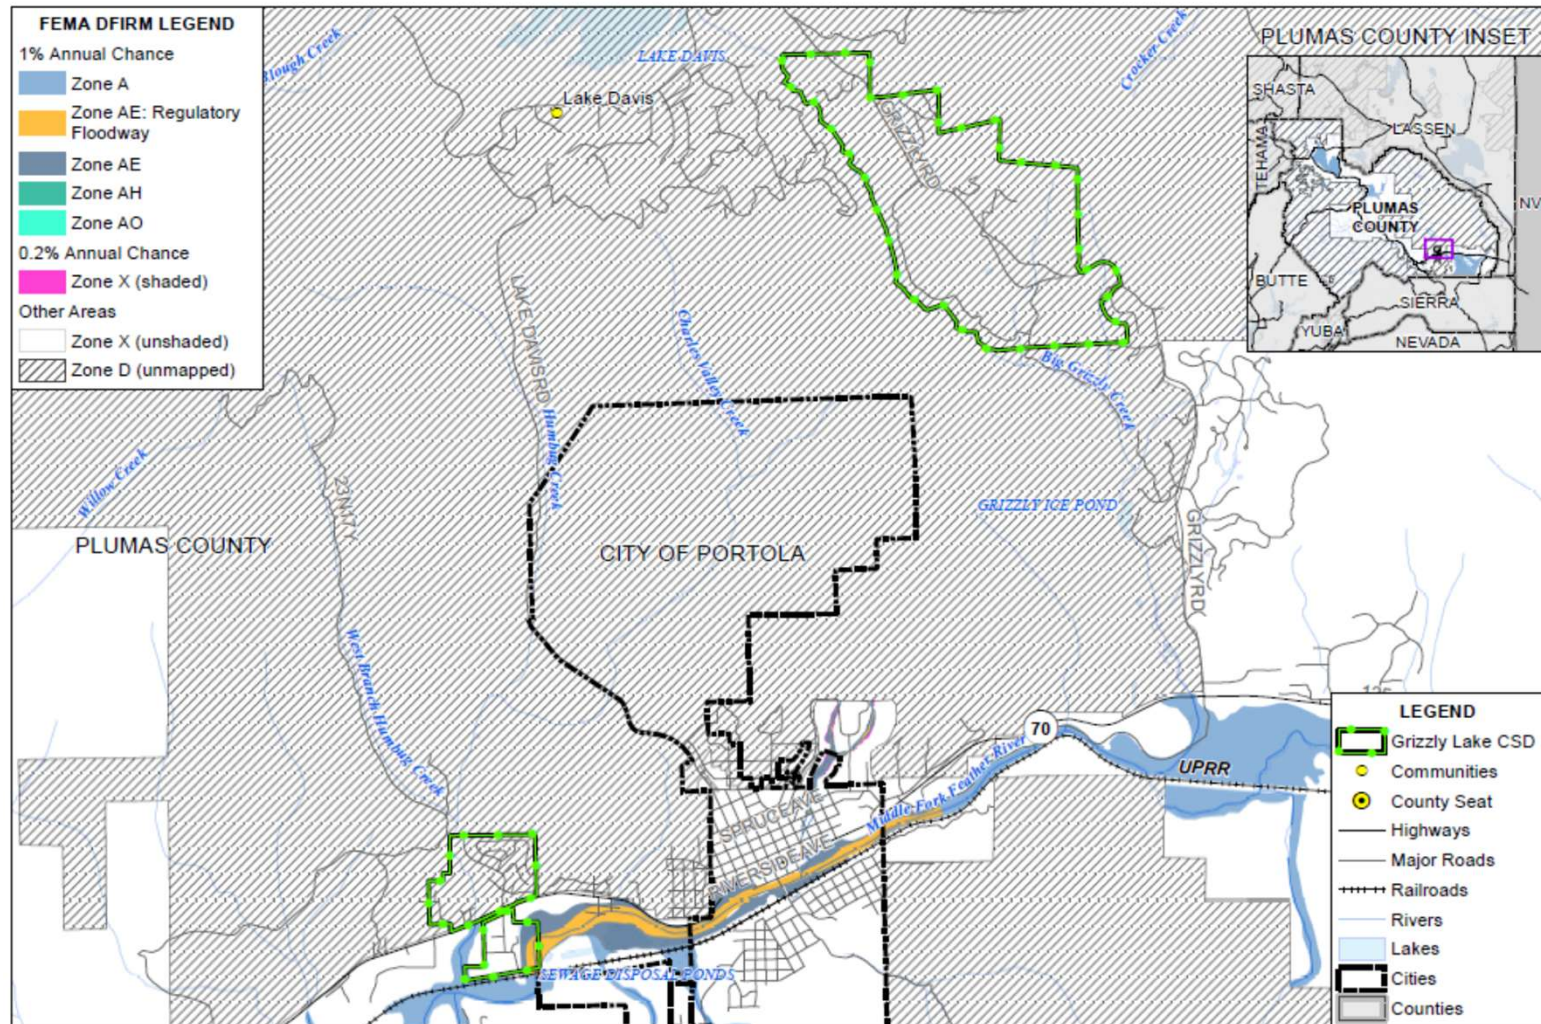 FEMA DFIRM LEGEND
1% Annual Chance
Zone A
Zone AE: Regulatory
Floodway
Zone AE
Zone AH
Zone AO
0.2% Annual Chance
Zone X (shaded)
Other Areas
Zone X (unshaded)
Zone D (unmapped)
lough Creek
LAKE DAVIS
Lake Davis
Crocker Creek
GRIZZLY RD
PLUMAS COUNTY INSET
SHASTA
LASSEN
TEHAMA
PLUMAS
COUNTY
NV
BUTTE
SIERRA
YUBA
NEVADA
LAKE DAVIS RD
Charles Valley Creek
Big Grizzly Creek
Humbug Creek
Willow Creek
23N17Y
GRIZZLY ICE POND
GRIZZLY RD
PLUMAS COUNTY
CITY OF PORTOLA
West Branch Humbug Creek
70
Middle Fork Feather River
UPRR
SPRUCE AVE
RIVERSIDE AVE
SEWAGE DISPOSAL PONDS
LEGEND
Grizzly Lake CSD
Communities
County Seat
Highways
Major Roads
Railroads
Rivers
Lakes
Cities
Counties